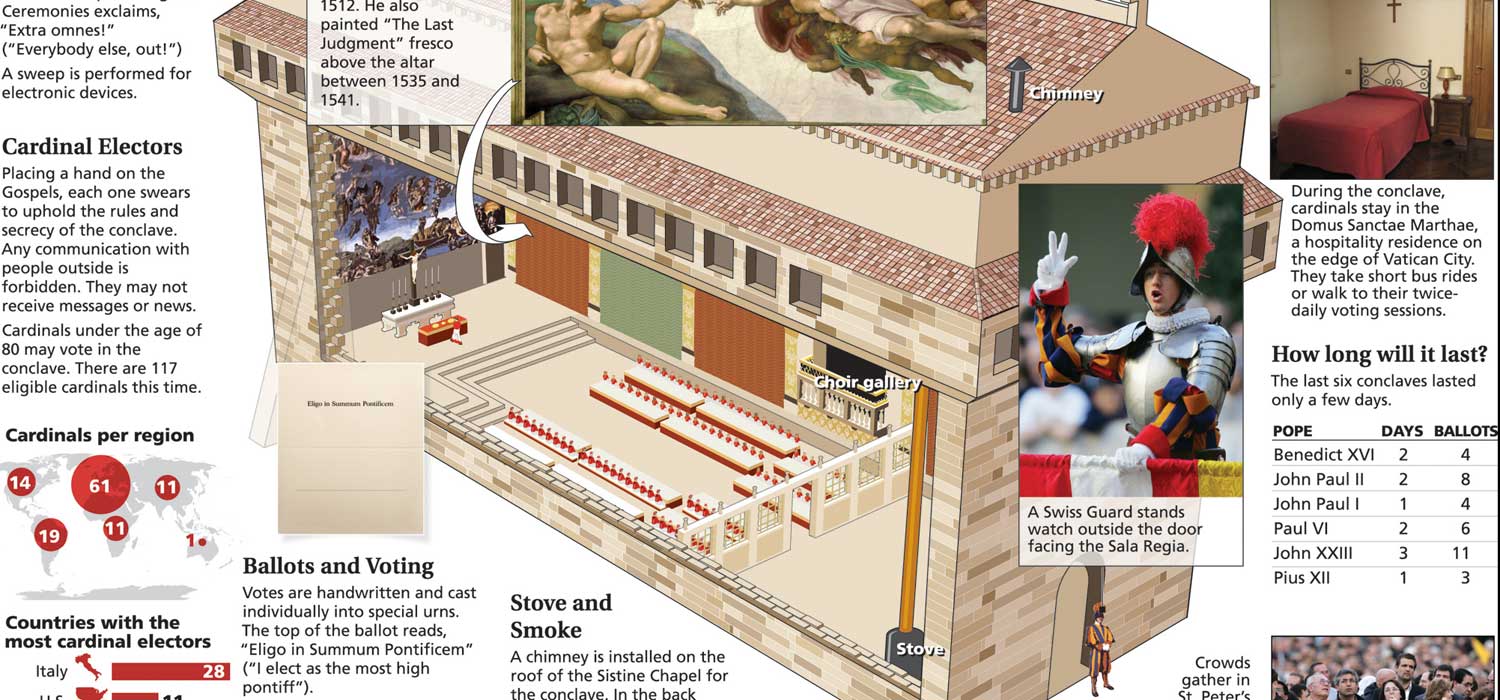 Ceremonies exclaims,
“Extra omnes!”
(“Everybody else, out!”)
A sweep is performed for
electronic devices.
Cardinal Electors
Placing a hand on the
Gospels, each one swears
to uphold the rules and
secrecy of the conclave.
Any communication with
people outside is
forbidden. They may not
receive messages or news.
Cardinals under the age of
80 may vote in the
conclave. There are 117
eligible cardinals this time.
Cardinals per region
14
61
11
19
11
1
Countries with the
most cardinal electors
Italy 28
U.S. 11
1512. He also
painted “The Last
Judgment” fresco
above the altar
between 1535 and
1541.
Chimney
Choir gallery
Stove
Eligo in Summum Pontificem
Ballots and Voting
Votes are handwritten and cast
individually into special urns.
The top of the ballot reads,
“Eligo in Summum Pontificem”
(“I elect as the most high
pontiff”).
Stove and
Smoke
A chimney is installed on the
roof of the Sistine Chapel for
the conclave. In the back
A Swiss Guard stands
watch outside the door
facing the Sala Regia.
During the conclave,
cardinals stay in the
Domus Sanctae Marthae,
a hospitality residence on
the edge of Vatican City.
They take short bus rides
or walk to their twice-
daily voting sessions.
How long will it last?
The last six conclaves lasted
only a few days.
POPE DAYS BALLOTS
Benedict XVI 2 4
John Paul II 2 8
John Paul I 1 4
Paul VI 2 6
John XXIII 3 11
Pius XII 1 3
Crowds
gather in
St. Peter’s